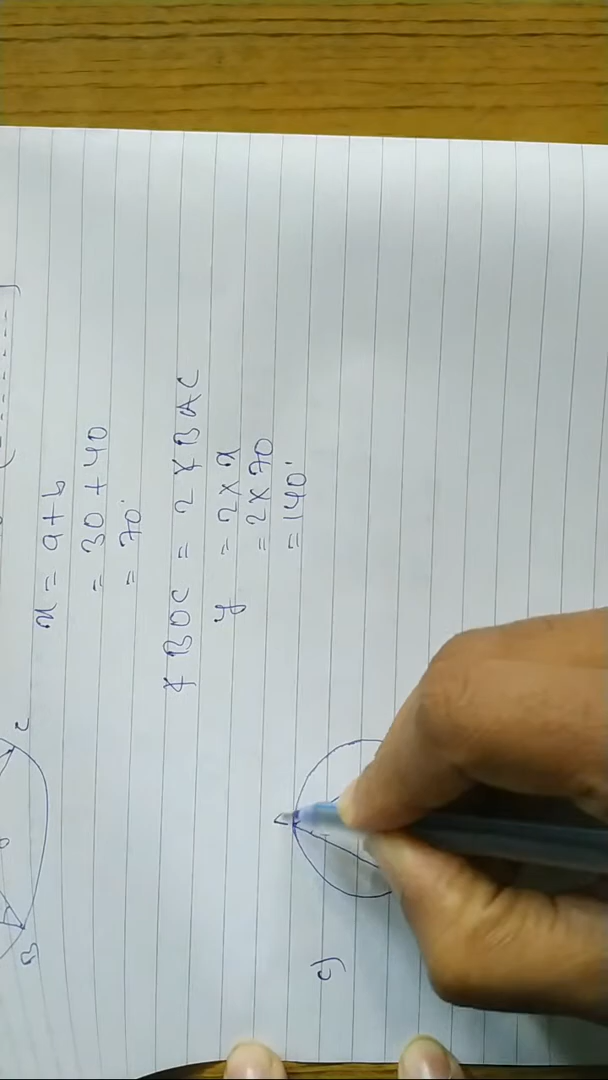 x = a + b
= 30 + 40
= 70°
∠BOC = 2 ∠BAC
y = 2 × x
= 2 × 70
= 140°
C
B
c)